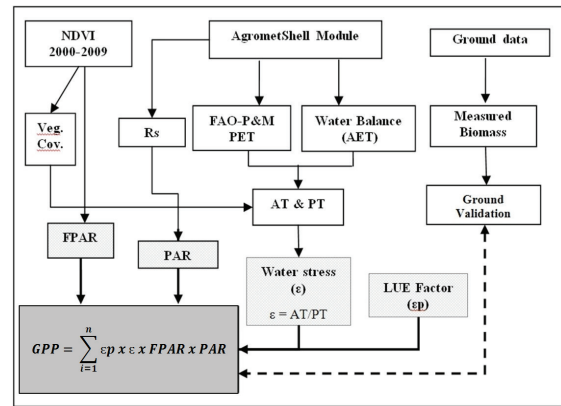 NDVI
2000-2009
AgrometShell Module
Ground data
Veg.
Cov.
Rs
FAO-P&M
PET
Water Balance
(AET)
Measured
Biomass
AT & PT
Ground
Validation
FPAR
PAR
Water stress
(ε)
ε = AT/PT
LUE Factor
(εp)
GPP = ∑ⁿᵢ₌₁ εp x ε x FPAR x PAR